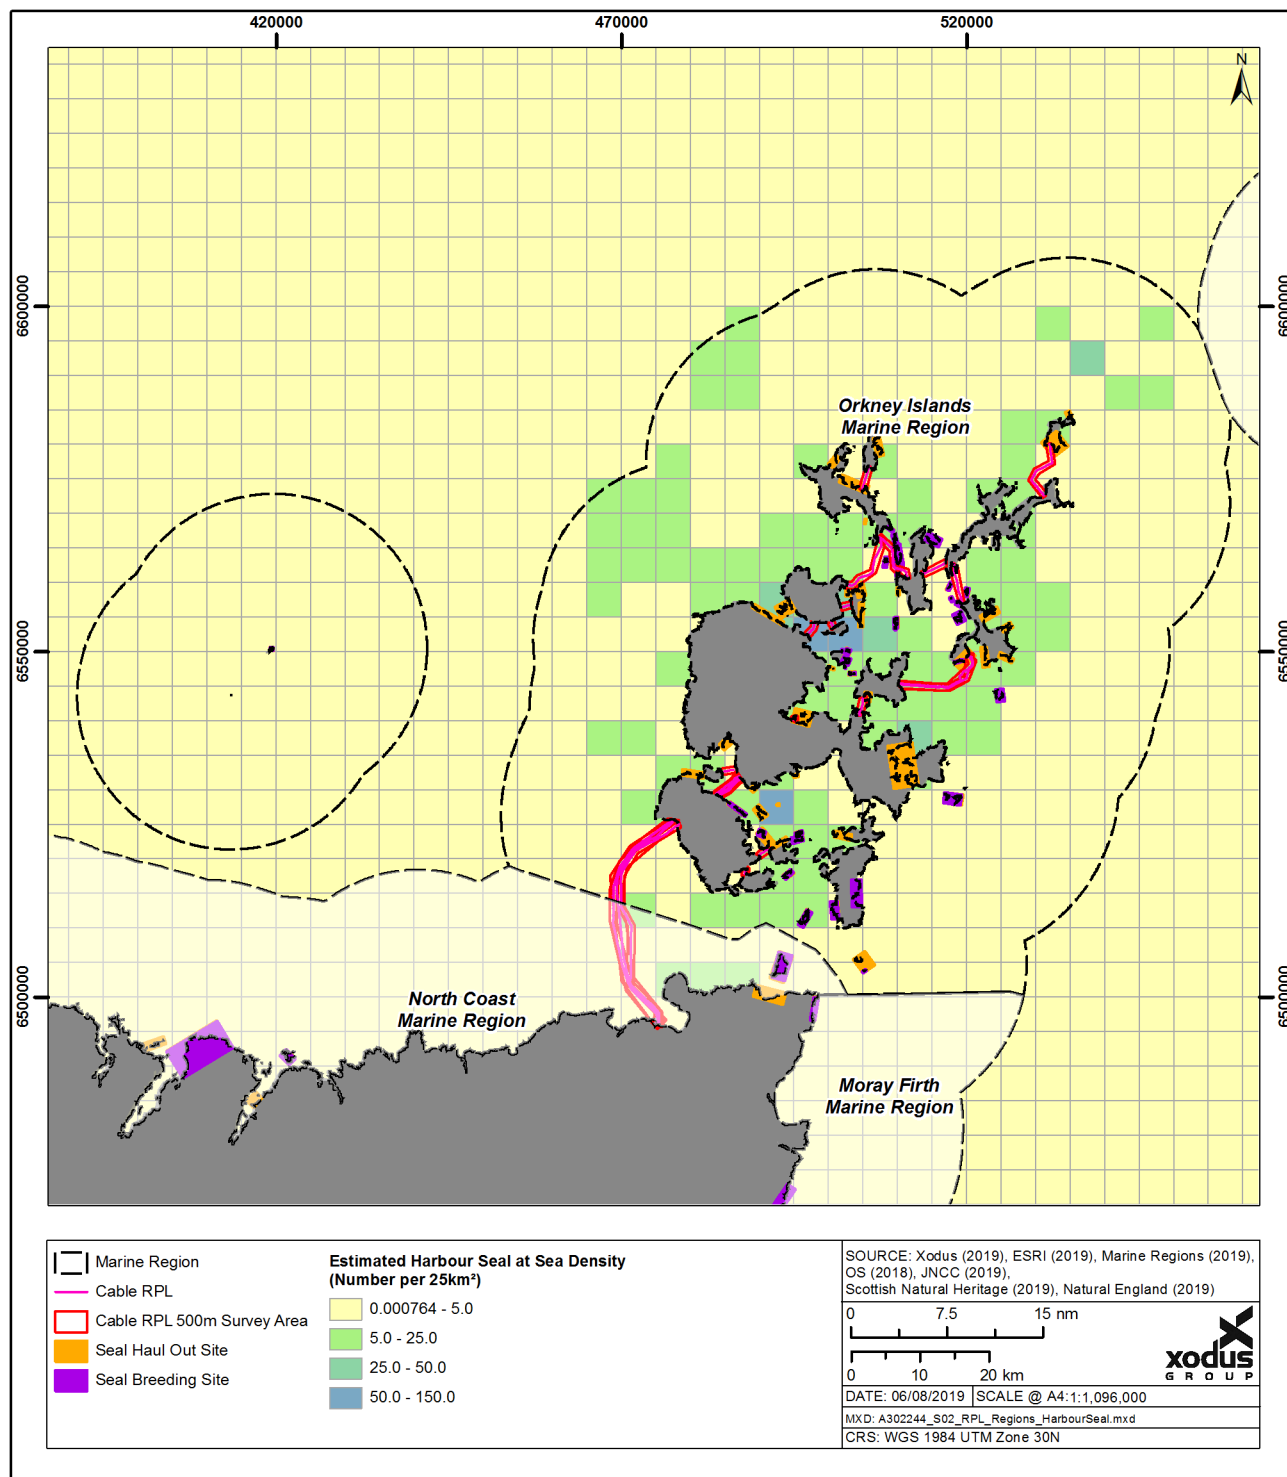 420000
470000
520000
N
6600000
6600000
Orkney Islands
Marine Region
6550000
6550000
6500000
6500000
North Coast
Marine Region
Moray Firth
Marine Region
Marine Region
Cable RPL
Cable RPL 500m Survey Area
Seal Haul Out Site
Seal Breeding Site
Estimated Harbour Seal at Sea Density
(Number per 25km²)
0.000764 - 5.0
5.0 - 25.0
25.0 - 50.0
50.0 - 150.0
SOURCE: Xodus (2019), ESRI (2019), Marine Regions (2019),
OS (2018), JNCC (2019),
Scottish Natural Heritage (2019), Natural England (2019)
0 7.5 15 nm
0 10 20 km
xodus
GROUP
DATE: 06/08/2019 SCALE @ A4:1:1,096,000
MXD: A302244_S02_RPL_Regions_HarbourSeal.mxd
CRS: WGS 1984 UTM Zone 30N